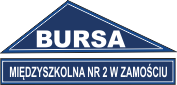 BURSA
MIĘDZYSZKOLNA NR 2 W ZAMOŚCIU